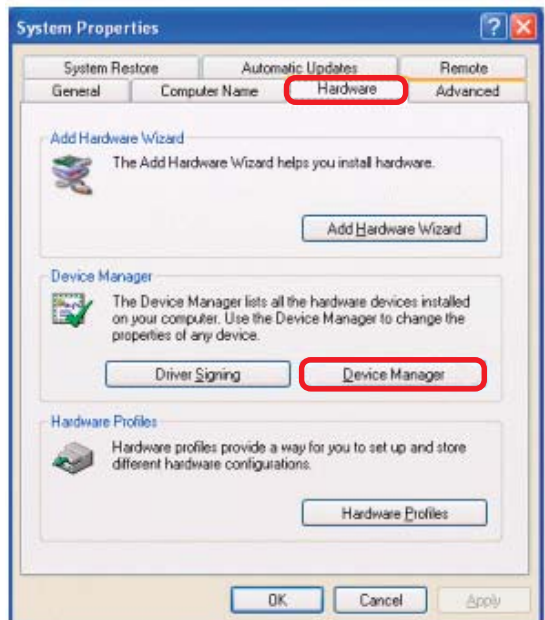 System Properties
System Restore Automatic Updates Remote
General Computer Name Hardware Advanced
Add Hardware Wizard
The Add Hardware Wizard helps you install hardware.
Add Hardware Wizard
Device Manager
The Device Manager lists all the hardware devices installed
on your computer. Use the Device Manager to change the
properties of any device.
Driver Signing Device Manager
Hardware Profiles
Hardware profiles provide a way for you to set up and store
different hardware configurations.
Hardware Profiles
OK Cancel Apply